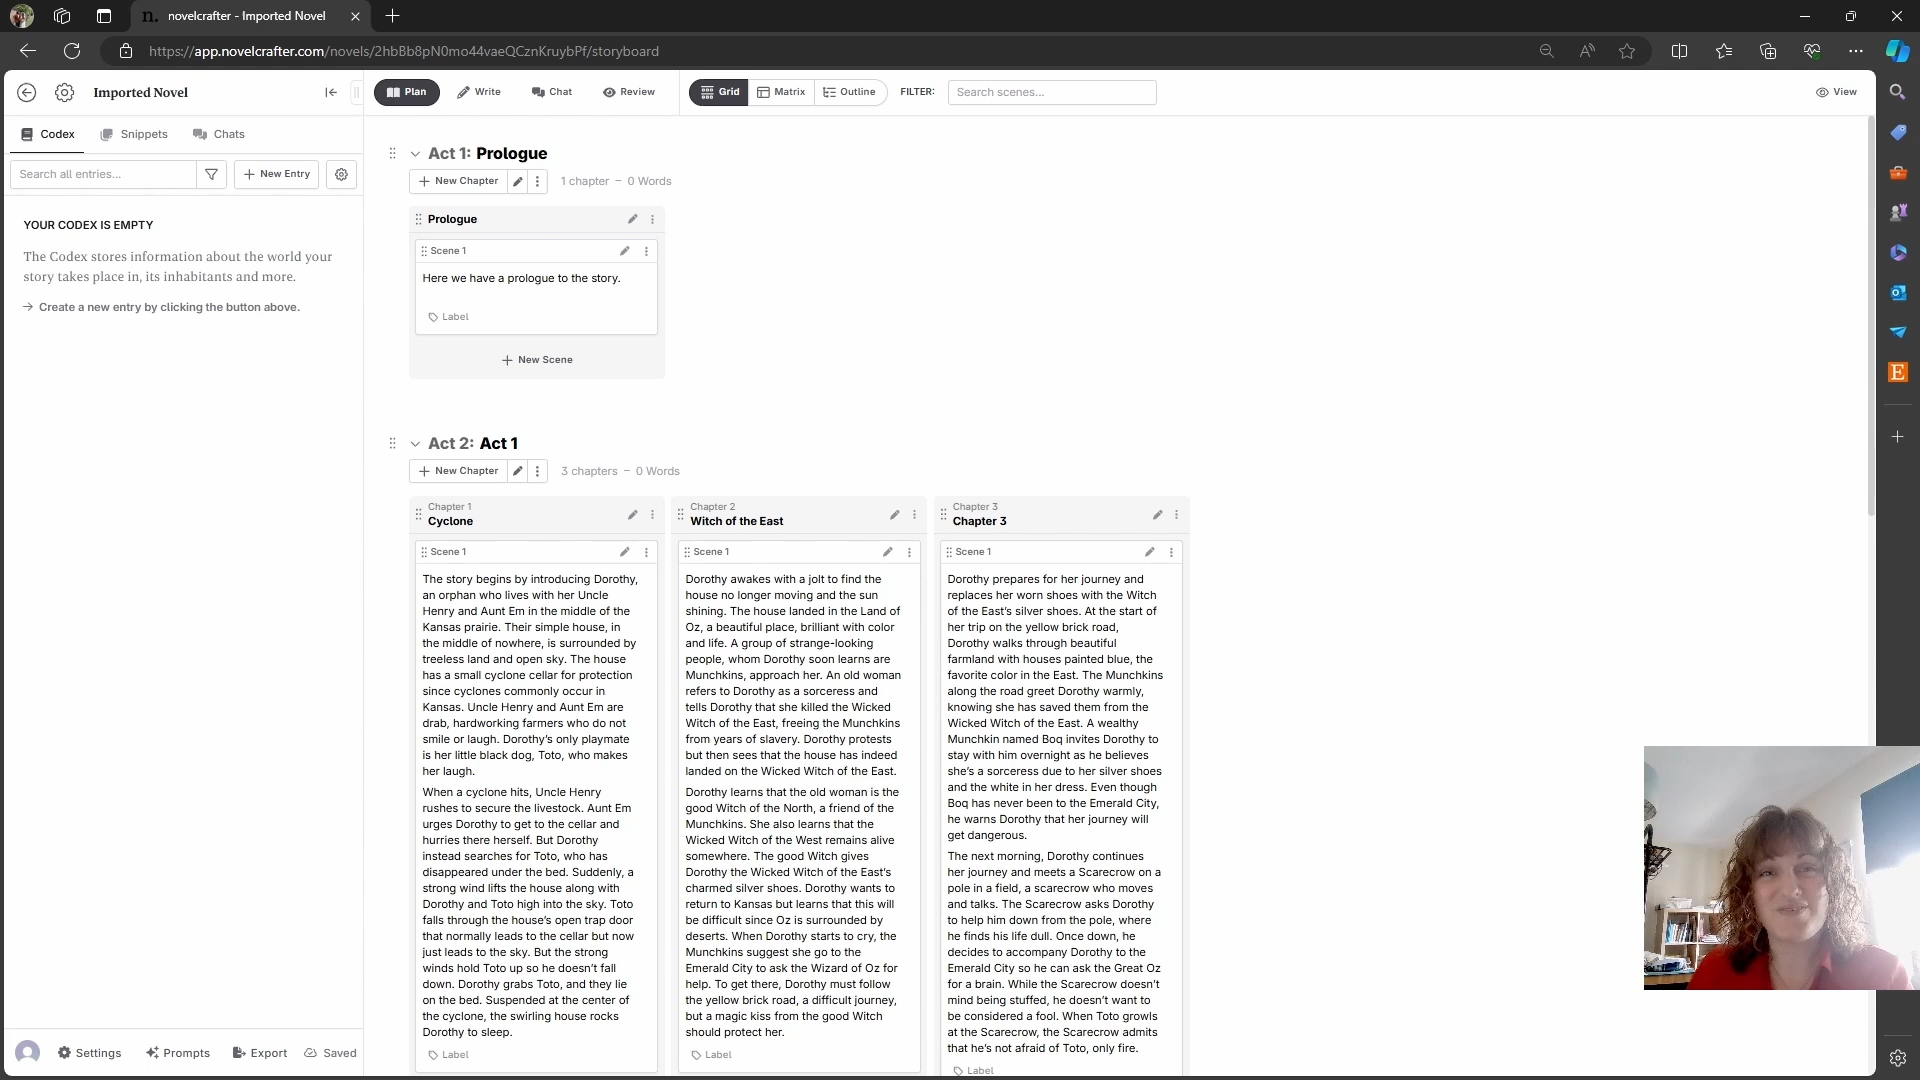 novelcrafter - Imported Novel
https://app.novelcrafter.com/novels/2hbBb8pN0mo44vaeQCznKruybPf/storyboard
Imported Novel
Plan
Write
Chat
Review
Grid
Matrix
Outline
FILTER:
Search scenes...
View
Codex
Snippets
Chats
Search all entries...
New Entry
YOUR CODEX IS EMPTY
The Codex stores information about the world your
story takes place in, its inhabitants and more.
→ Create a new entry by clicking the button above.
Act 1: Prologue
+ New Chapter
1 chapter – 0 Words
Prologue
Scene 1
Here we have a prologue to the story.
Label
+ New Scene
Act 2: Act 1
+ New Chapter
3 chapters – 0 Words
Chapter 1
Cyclone
Scene 1
The story begins by introducing Dorothy,
an orphan who lives with her Uncle
Henry and Aunt Em in the middle of the
Kansas prairie. Their simple house, in
the middle of nowhere, is surrounded by
treeless land and open sky. The house
has a small cyclone cellar for protection
since cyclones commonly occur in
Kansas. Uncle Henry and Aunt Em are
drab, hardworking farmers who do not
smile or laugh. Dorothy's only playmate
is her little black dog, Toto, who makes
her laugh.
When a cyclone hits, Uncle Henry
rushes to secure the livestock. Aunt Em
urges Dorothy to get to the cellar and
hurries there herself. But Dorothy
instead searches for Toto, who has
disappeared under the bed. Suddenly, a
strong wind lifts the house along with
Dorothy and Toto high into the sky. Toto
falls through the house's open trap door
that normally leads to the cellar but now
just leads to the sky. But the strong
winds hold Toto up so he doesn't fall
down. Dorothy grabs Toto, and they lie
on the bed. Suspended at the center of
the cyclone, the swirling house rocks
Dorothy to sleep.
Label
Chapter 2
Witch of the East
Scene 1
Dorothy awakes with a jolt to find the
house no longer moving and the sun
shining. The house landed in the Land of
Oz, a beautiful place, brilliant with color
and life. A group of strange-looking
people, whom Dorothy soon learns are
Munchkins, approach her. An old woman
refers to Dorothy as a sorceress and
tells Dorothy that she killed the Wicked
Witch of the East, freeing the Munchkins
from years of slavery. Dorothy protests
but then sees that the house has indeed
landed on the Wicked Witch of the East.
Dorothy learns that the old woman is the
good Witch of the North, a friend of the
Munchkins. She also learns that the
Wicked Witch of the West remains alive
somewhere. The good Witch gives
Dorothy the Wicked Witch of the East's
charmed silver shoes. Dorothy wants to
return to Kansas but learns that this will
be difficult since Oz is surrounded by
deserts. When Dorothy starts to cry, the
Munchkins suggest she go to the
Emerald City to ask the Wizard of Oz for
help. To get there, Dorothy must follow
the yellow brick road, a difficult journey,
but a magic kiss from the good Witch
should protect her.
Label
Chapter 3
Chapter 3
Scene 1
Dorothy prepares for her journey and
replaces her worn shoes with the Witch
of the East's silver shoes. At the start of
her trip on the yellow brick road,
Dorothy walks through beautiful
farmland with houses painted blue, the
favorite color in the East. The Munchkins
along the road greet Dorothy warmly,
knowing she has saved them from the
Wicked Witch of the East. A wealthy
Munchkin named Boq invites Dorothy to
stay with him overnight as he believes
she's a sorceress due to her silver shoes
and the white in her dress. Even though
Boq has never been to the Emerald City,
he warns Dorothy that her journey will
get dangerous.
The next morning, Dorothy continues
her journey and meets a Scarecrow on a
pole in a field, a scarecrow who moves
and talks. The Scarecrow asks Dorothy
to help him down from the pole, where
he finds his life dull. Once down, he
decides to accompany Dorothy to the
Emerald City so he can ask the Great Oz
for a brain. While the Scarecrow doesn't
mind being stuffed, he doesn't want to
be considered a fool. When Toto growls
at the Scarecrow, the Scarecrow admits
that he's not afraid of Toto, only fire.
Label
Settings
Prompts
Export
Saved